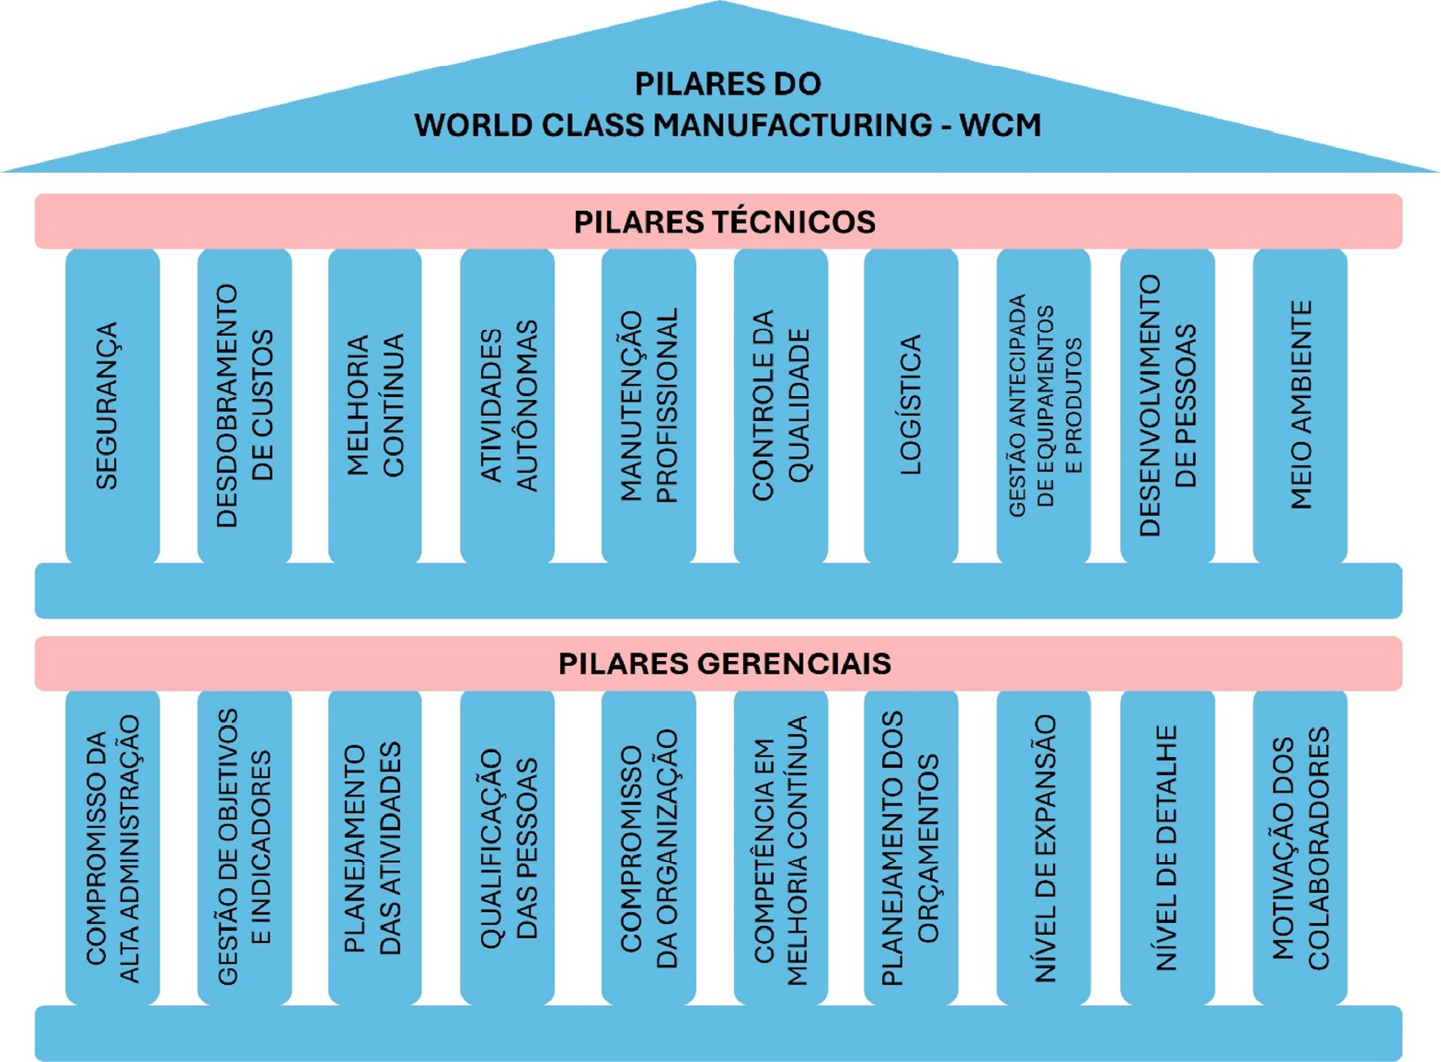 PILARES DO
WORLD CLASS MANUFACTURING - WCM
PILARES TÉCNICOS
SEGURANÇA
DESDOBRAMENTO
DE CUSTOS
MELHORIA
CONTÍNUA
ATIVIDADES
AUTÔNOMAS
MANUTENÇÃO
PROFISSIONAL
CONTROLE DA
QUALIDADE
LOGÍSTICA
GESTÃO ANTECIPADA
DE EQUIPAMENTOS
E PRODUTOS
DESENVOLVIMENTO
DE PESSOAS
MEIO AMBIENTE
PILARES GERENCIAIS
COMPROMISSO DA
ALTA ADMINISTRAÇÃO
GESTÃO DE OBJETIVOS
E INDICADORES
PLANEJAMENTO
DAS ATIVIDADES
QUALIFICAÇÃO
DAS PESSOAS
COMPROMISSO
DA ORGANIZAÇÃO
COMPETÊNCIA EM
MELHORIA CONTÍNUA
PLANEJAMENTO DOS
ORÇAMENTOS
NÍVEL DE EXPANSÃO
NÍVEL DE DETALHE
MOTIVAÇÃO DOS
COLABORADORES